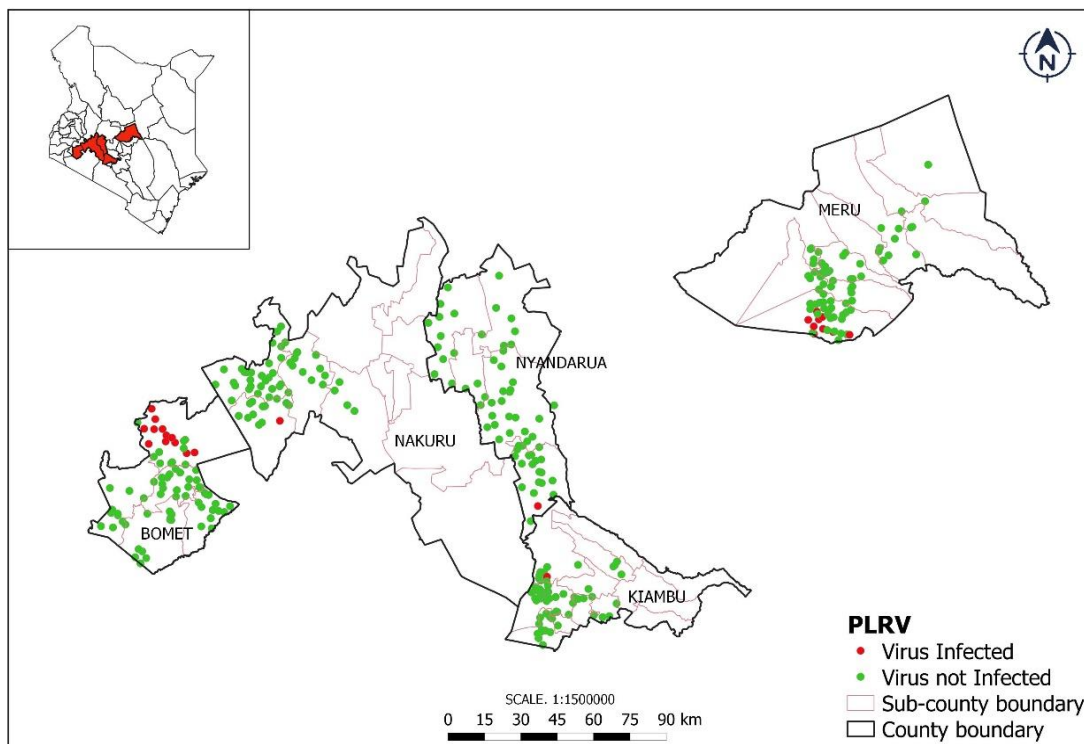 N
MERU
NYANDARUA
NAKURU
BOMET
KIAMBU
PLRV
Virus Infected
Virus not Infected
Sub-county boundary
County boundary
SCALE. 1:1500000
0 15 30 45 60 75 90 km